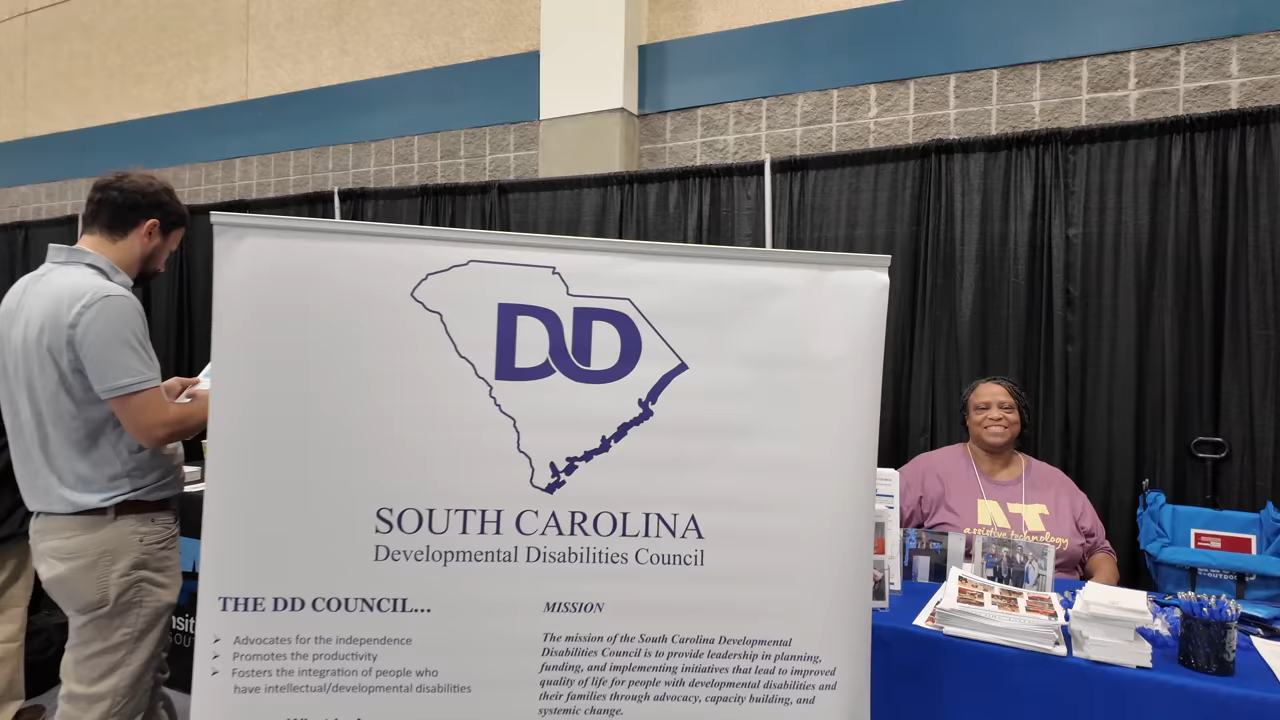 DD
SOUTH CAROLINA
Developmental Disabilities Council
THE DD COUNCIL...
➤ Advocates for the independence
➤ Promotes the productivity
➤ Fosters the integration of people who
have intellectual/developmental disabilities
MISSION
The mission of the South Carolina Developmental
Disabilities Council is to provide leadership in planning,
funding, and implementing initiatives that lead to improved
quality of life for people with developmental disabilities and
their families through advocacy, capacity building, and
systemic change.
AT
assistive technology